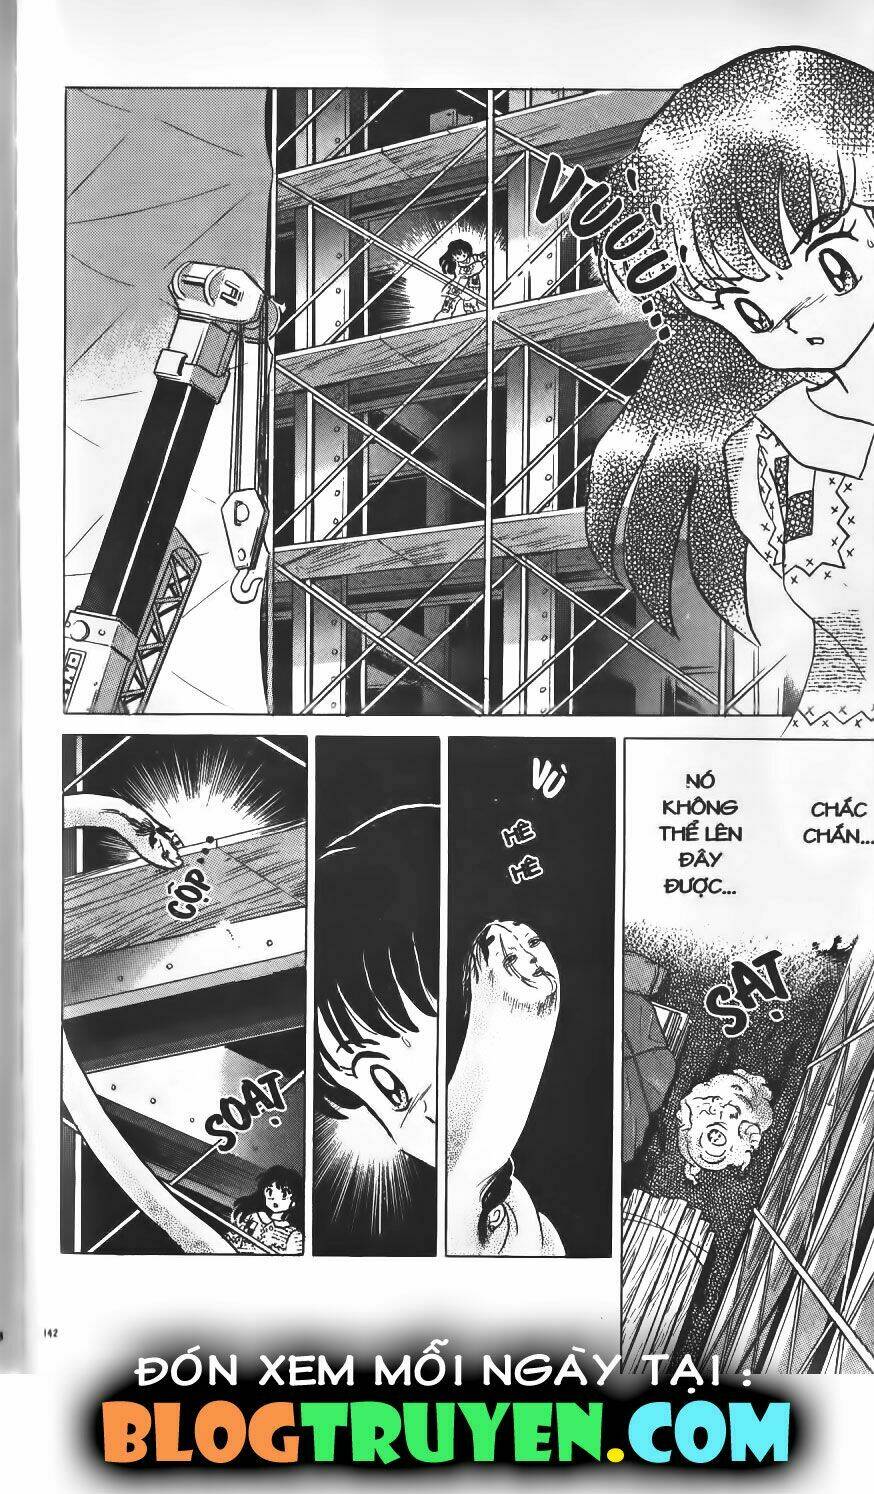 VÙÙÙ...
CHẮC
CHẮN...
NÓ
KHÔNG
THỂ LÊN
ĐÂY
ĐƯỢC...
SẠT
VÙ
HÊ
HÊ
CỘP
SOẠT
142
ĐÓN XEM MỖI NGÀY TẠI :
BLOGTRUYEN.COM